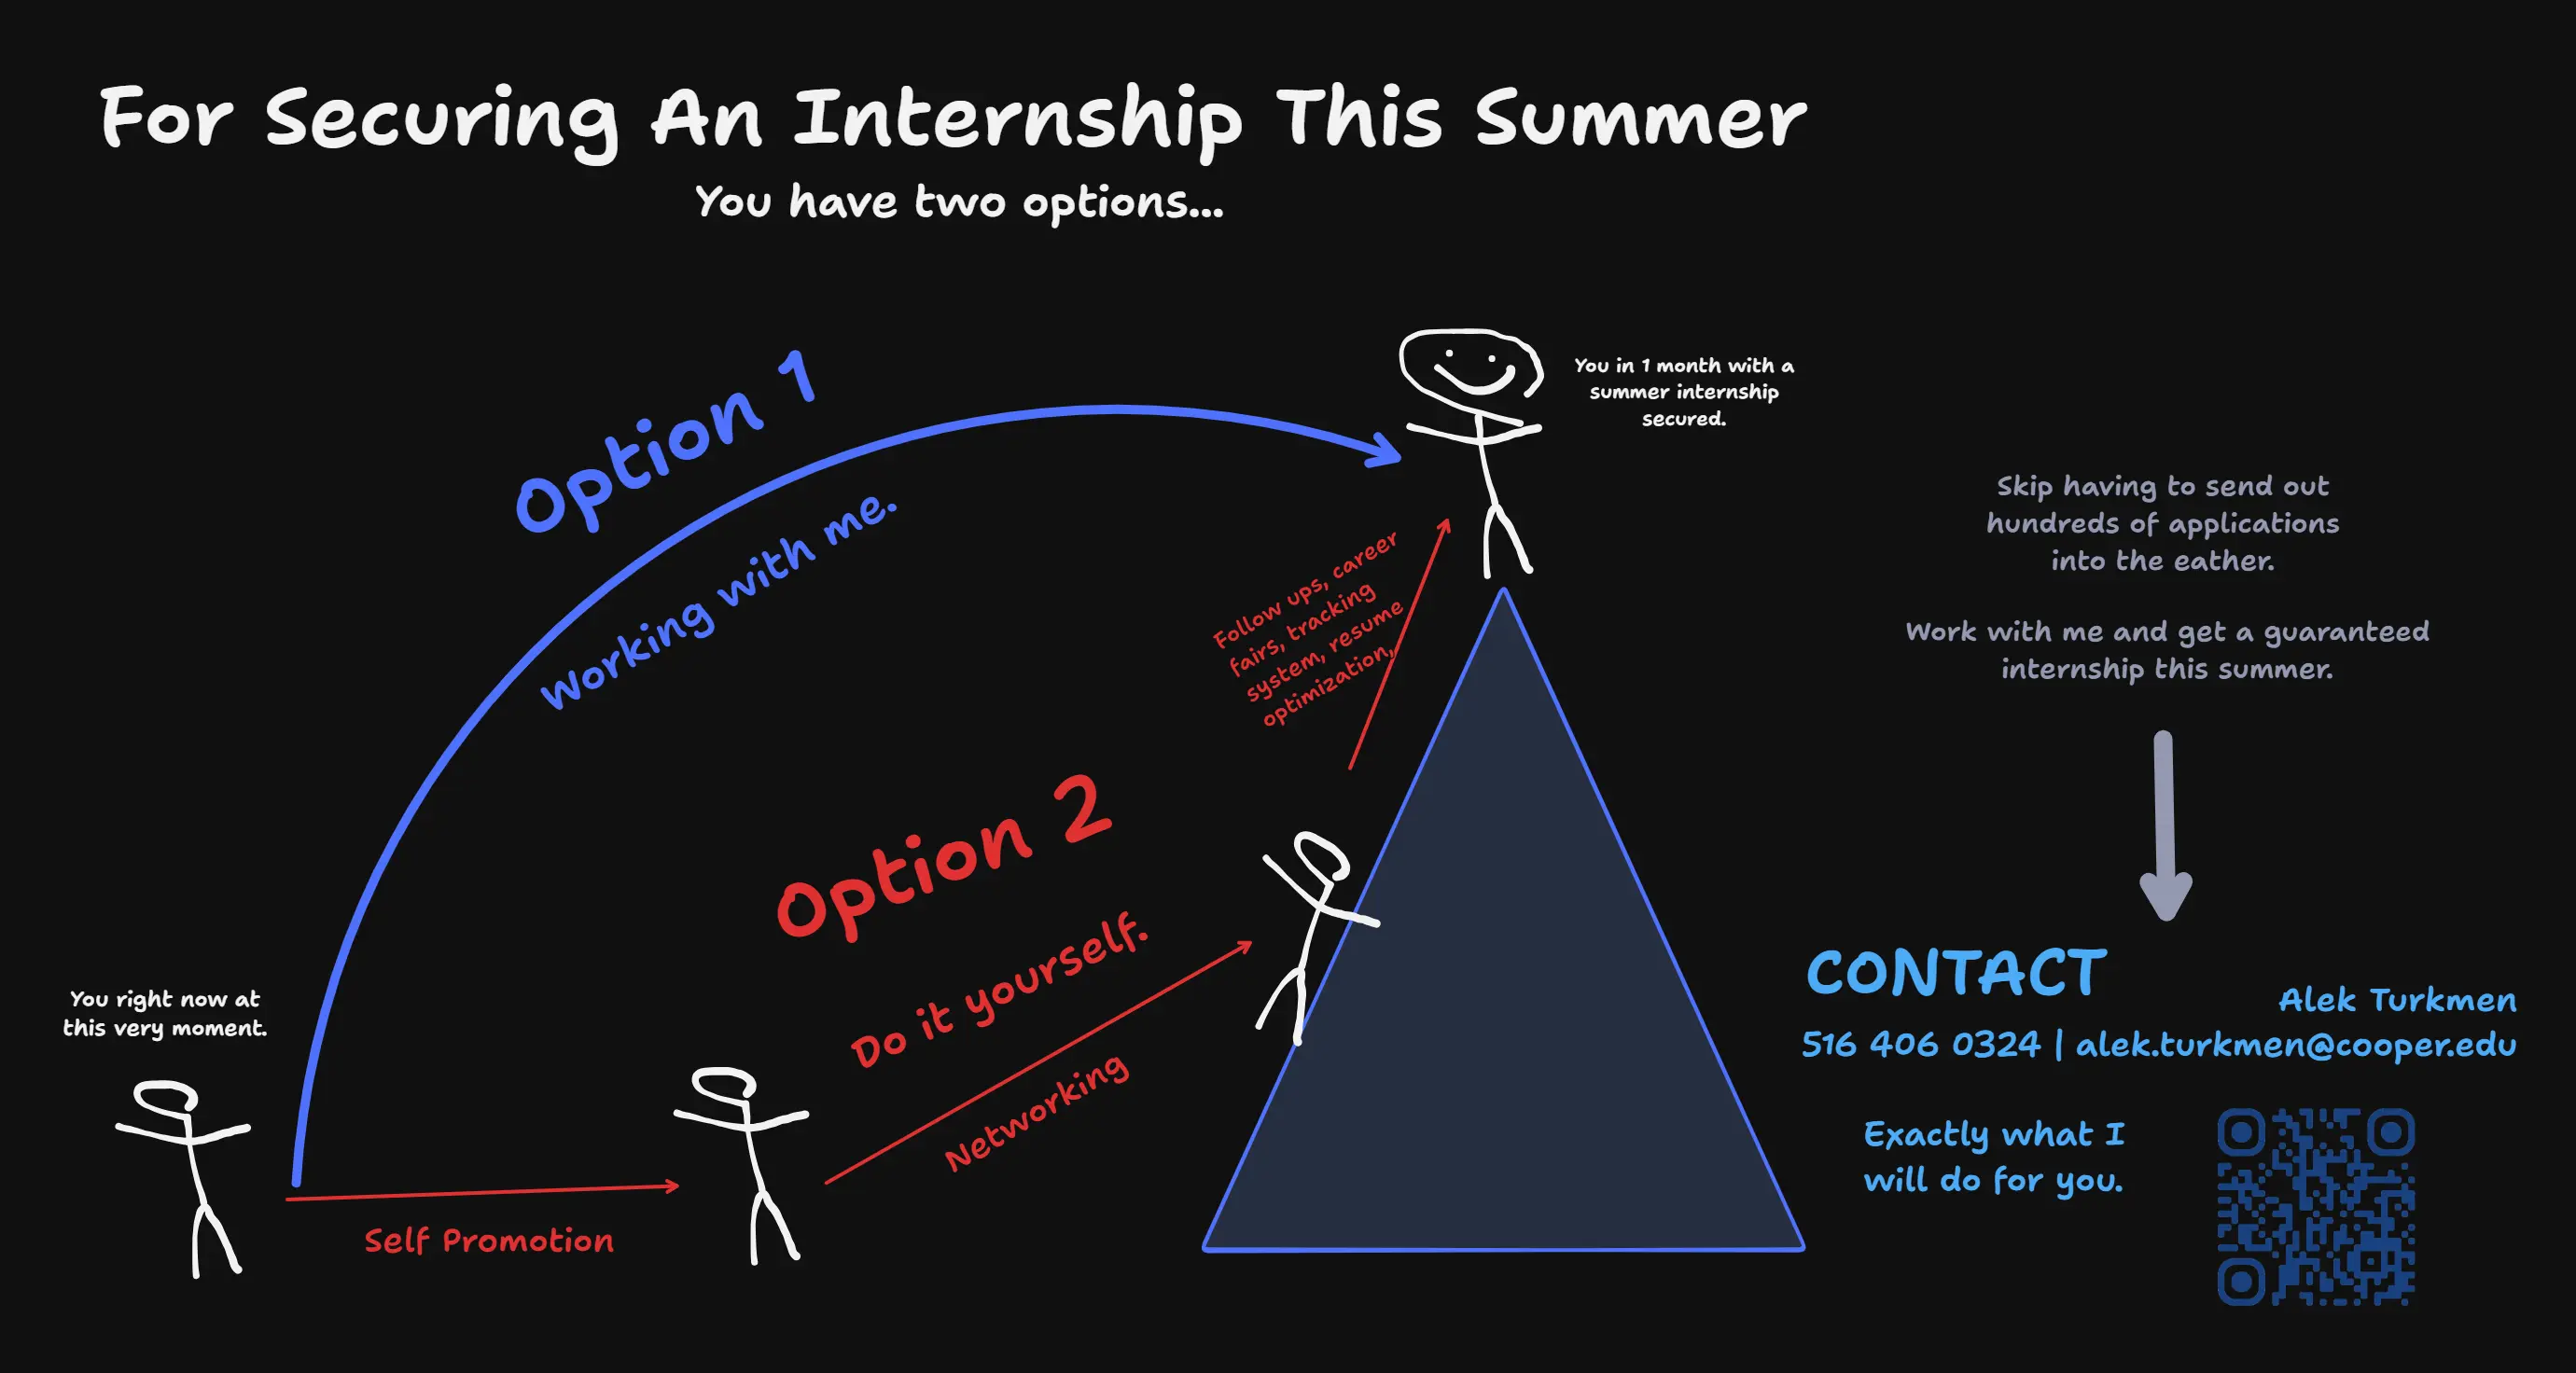 For Securing An Internship This Summer
You have two options...
Option 1
Working with me.
You in 1 month with a
summer internship
secured.
Follow ups, career
fairs, tracking
system, resume
optimization,
Option 2
Do it yourself.
Networking
You right now at
this very moment.
Self Promotion
Skip having to send out
hundreds of applications
into the eather.
Work with me and get a guaranteed
internship this summer.
CONTACT
Alek Turkmen
516 406 0324 | alek.turkmen@cooper.edu
Exactly what I
will do for you.